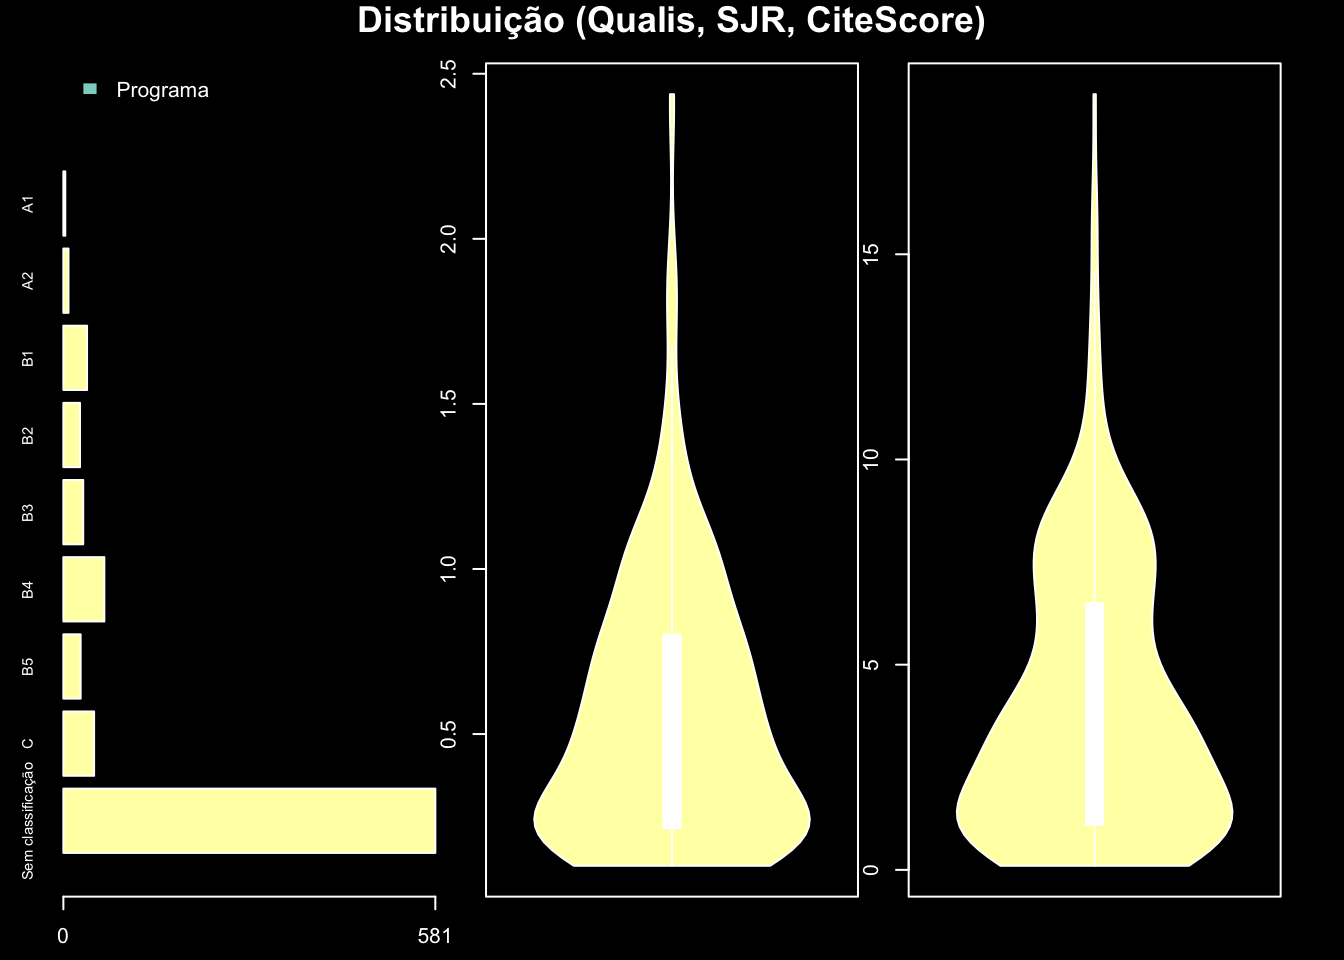 Distribuição (Qualis, SJR, CiteScore)
Programa
A1
A2
B1
B2
B3
B4
B5
C
Sem classificação
0
581
2.5
2.0
1.5
1.0
0.5
15
10
5
0